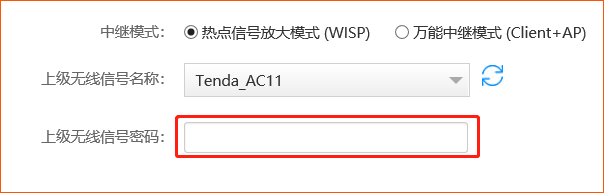 中继模式： 热点信号放大模式 (WISP) 万能中继模式 (Client+AP)
上级无线信号名称： Tenda_AC11
上级无线信号密码：